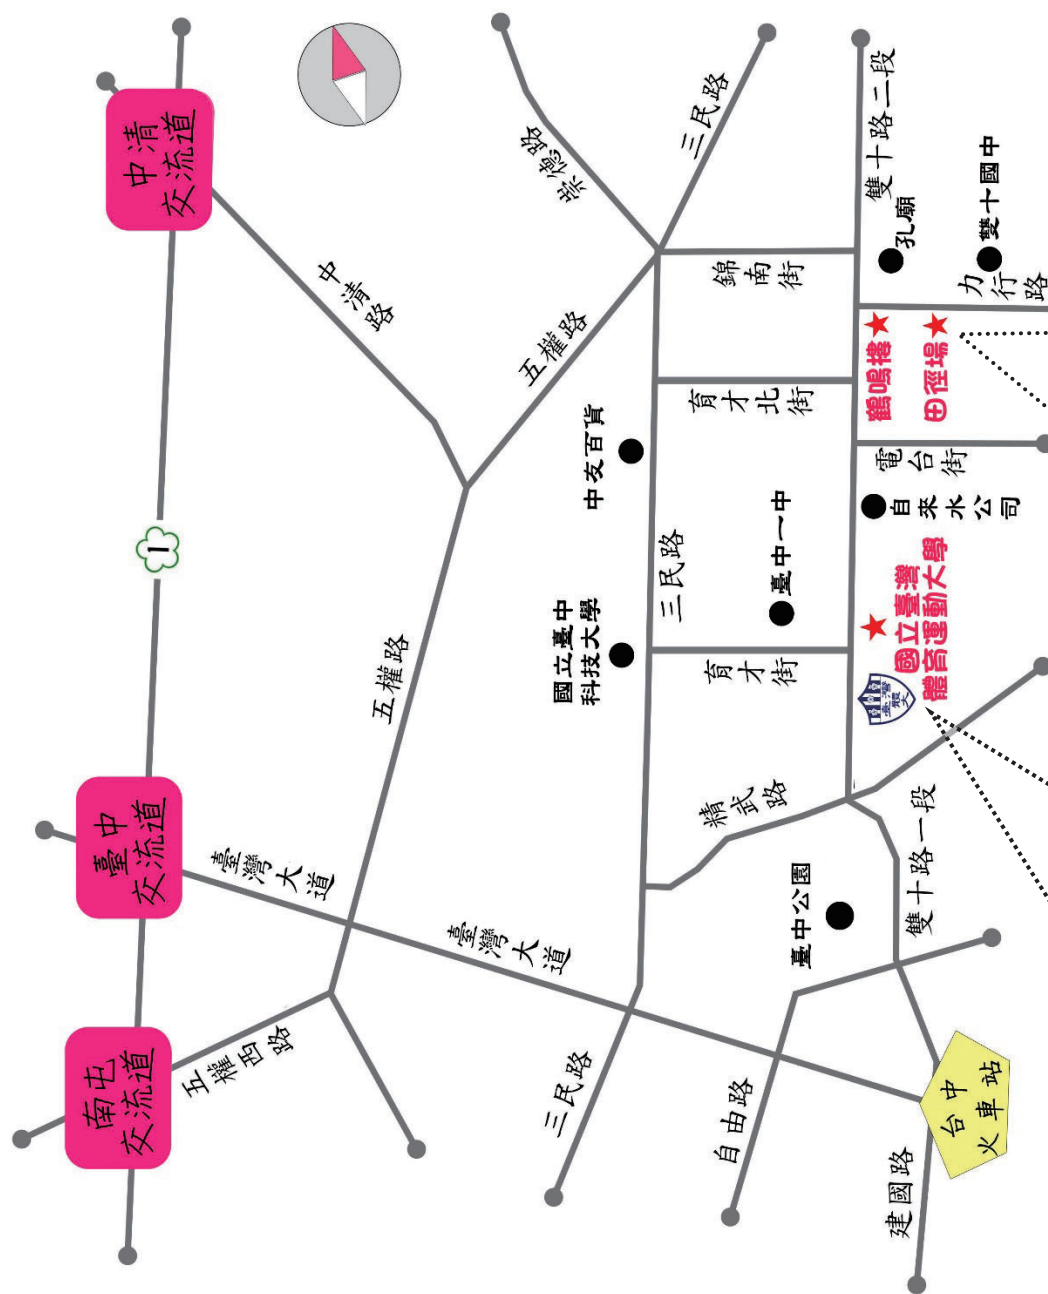 中清
交流道
臺中
交流道
南屯
交流道
1
中清路
崇德路
三民路
五權路
五權路
五權西路
臺灣大道
臺灣大道
三民路
三民路
自由路
建國路
台中
火車站
中友百貨
國立臺中
科技大學
臺中一中
臺中公園
錦南街
育才北街
育才街
精武路
雙十路一段
雙十路二段
孔廟
雙十國中
力行路
鶴鳴樓
田徑場
電台街
自來水公司
國立臺灣
體育運動大學
臺灣
體大